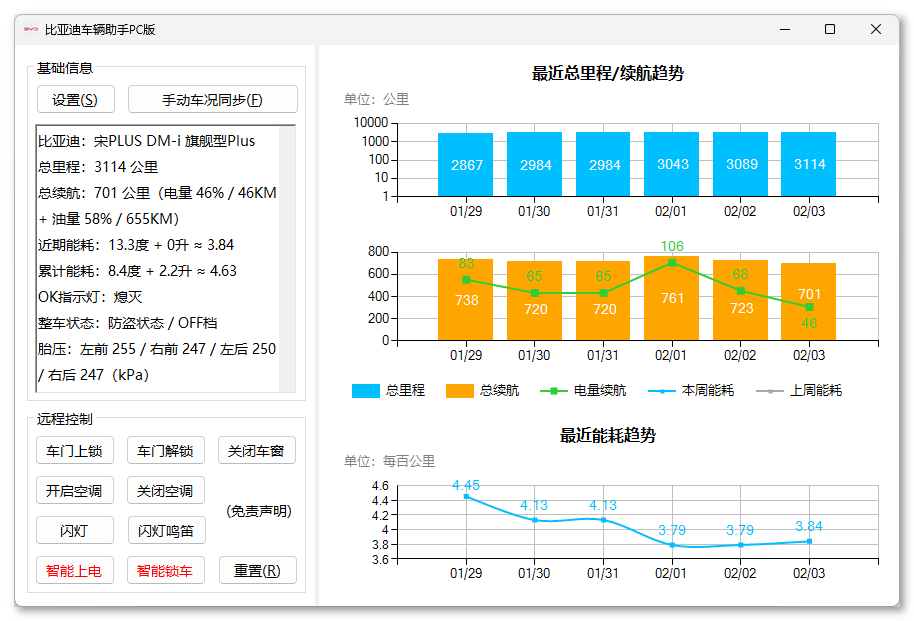 BYD 比亚迪车辆助手PC版
基础信息
设置(S) 手动车况同步(F)
比亚迪：宋PLUS DM-i 旗舰型Plus
总里程：3114 公里
总续航：701 公里（电量 46% / 46KM
+ 油量 58% / 655KM）
近期能耗：13.3度 + 0升 ≈ 3.84
累计能耗：8.4度 + 2.2升 ≈ 4.63
OK指示灯：熄灭
整车状态：防盗状态 / OFF档
胎压：左前 255 / 右前 247 / 左后 250
/ 右后 247（kPa）
远程控制
车门上锁 车门解锁 关闭车窗
开启空调 关闭空调
(免责声明)
闪灯 闪灯鸣笛
智能上电 智能锁车 重置(R)
最近总里程/续航趋势
单位：公里
10000
1000
100
10
1
2867 2984 2984 3043 3089 3114
01/29 01/30 01/31 02/01 02/02 02/03
800
600
400
200
0
83 65 65 106 68 46
738 720 720 761 723 701
01/29 01/30 01/31 02/01 02/02 02/03
总里程 总续航 电量续航 本周能耗 上周能耗
最近能耗趋势
单位：每百公里
4.6
4.4
4.2
4
3.8
3.6
4.45 4.13 4.13 3.79 3.79 3.84
01/29 01/30 01/31 02/01 02/02 02/03